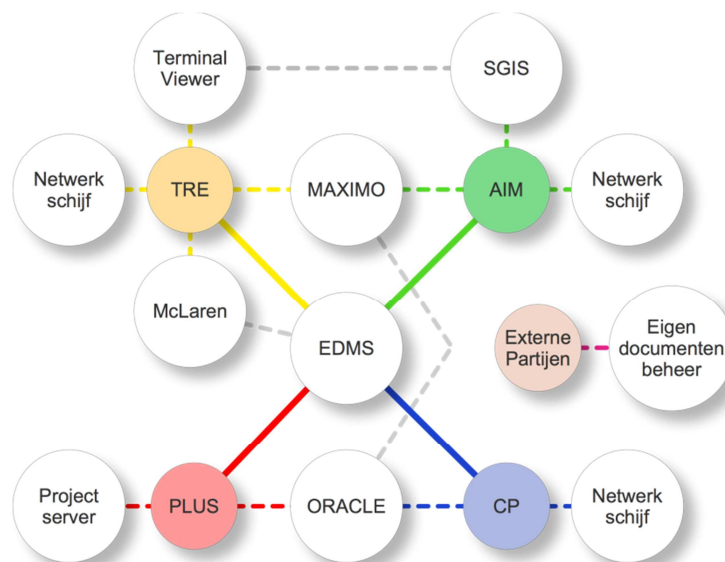 Terminal
Viewer
SGIS
Netwerk
schijf
TRE
MAXIMO
AIM
Netwerk
schijf
McLaren
EDMS
Externe
Partijen
Eigen
documenten
beheer
Project
server
PLUS
ORACLE
CP
Netwerk
schijf